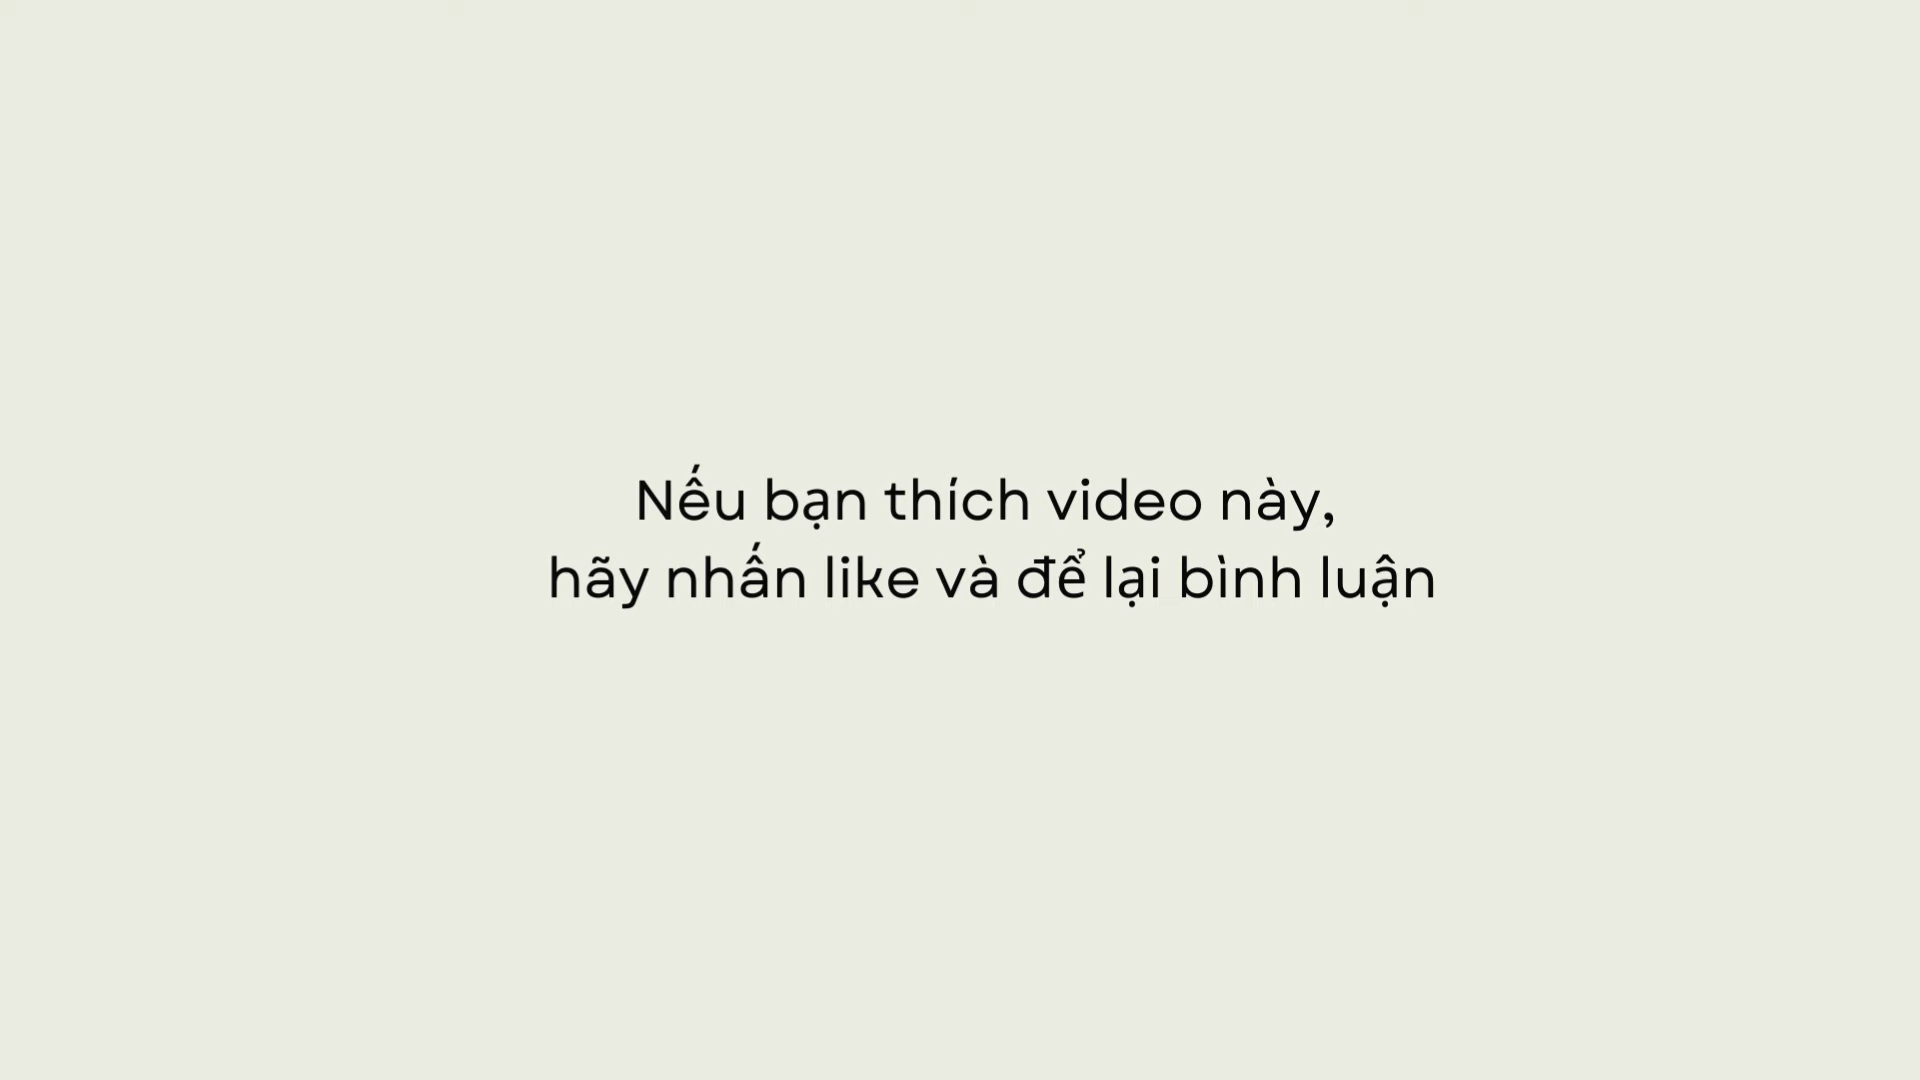 Nếu bạn thích video này,
hãy nhấn like và để lại bình luận